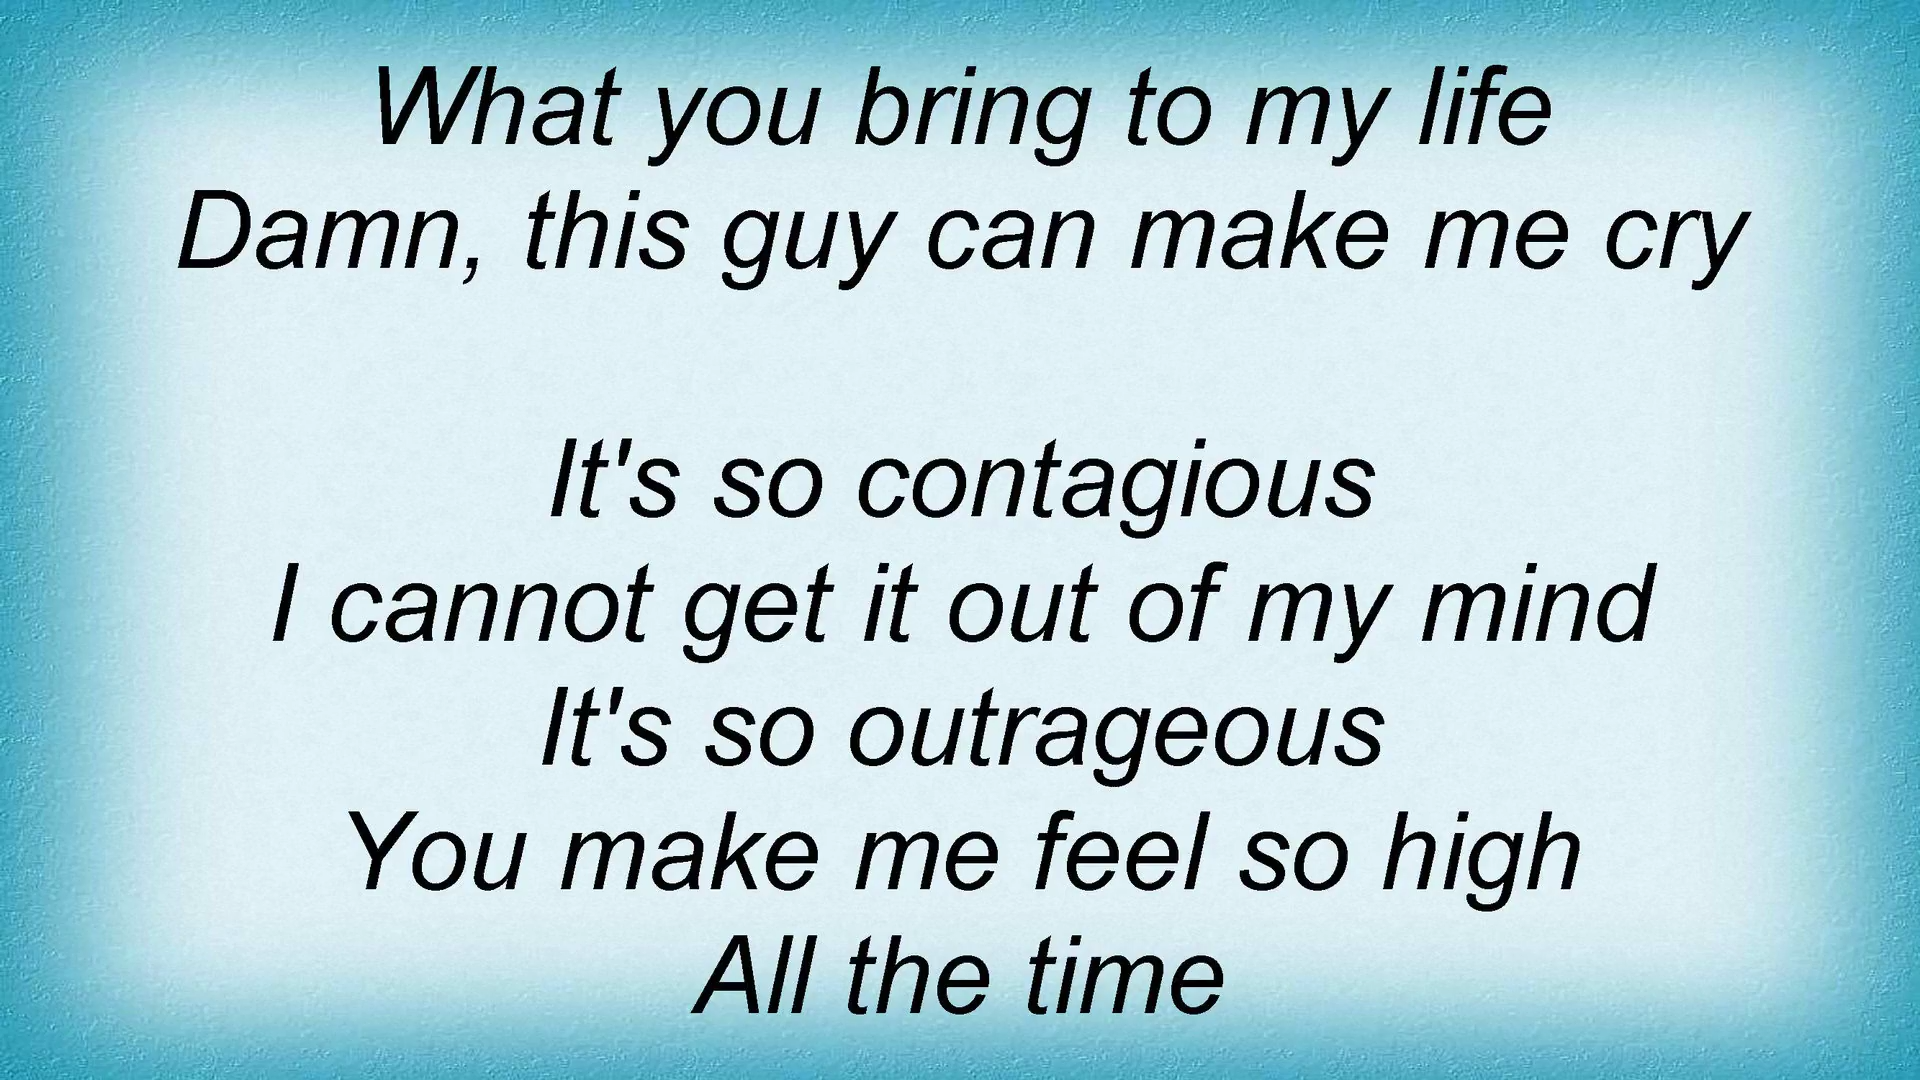 What you bring to my life
Damn, this guy can make me cry
It's so contagious
I cannot get it out of my mind
It's so outrageous
You make me feel so high
All the time